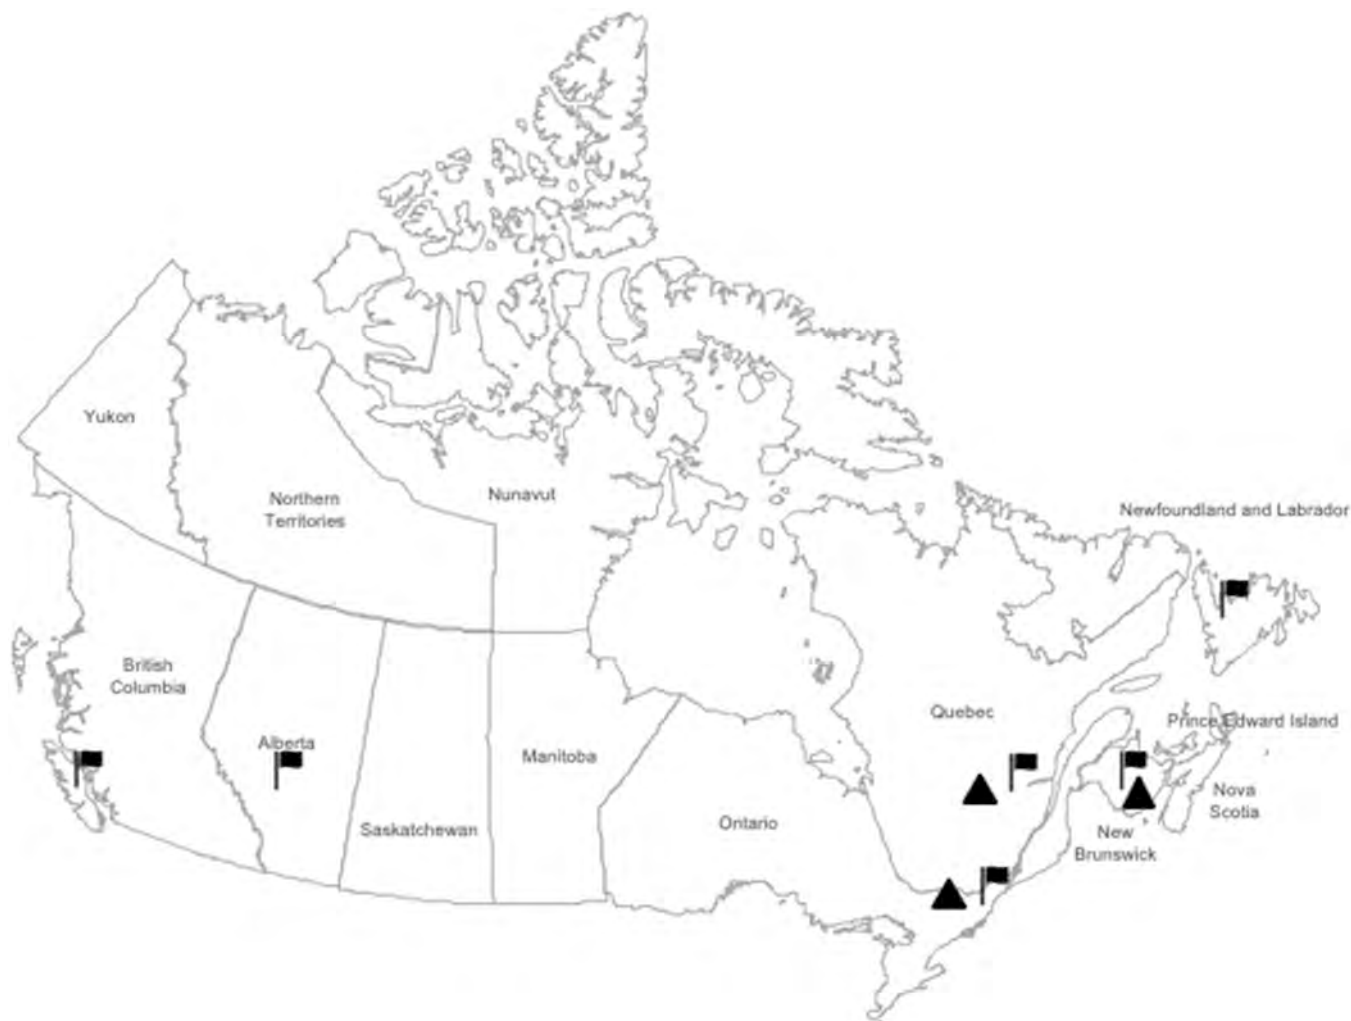 Yukon
Northern
Territories
Nunavut
Newfoundland and Labrador
British
Columbia
Alberta
Quebec
Prince Edward Island
Manitoba
Nova
Scotia
Saskatchewan
Ontario
New
Brunswick